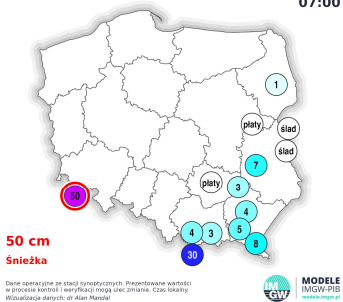 07:00
1
płaty
ślad
ślad
7
płaty
3
50
4
5
4
3
8
30
50 cm
Śnieżka
Dane operacyjne ze stacji synoptycznych. Prezentowane wartości
w procesie kontroli i weryfikacji mogą ulec zmianie. Czas lokalny.
Wizualizacja danych: dr Alan Mandal
IMGW
MODELE
IMGW-PIB
modele.imgw.pl